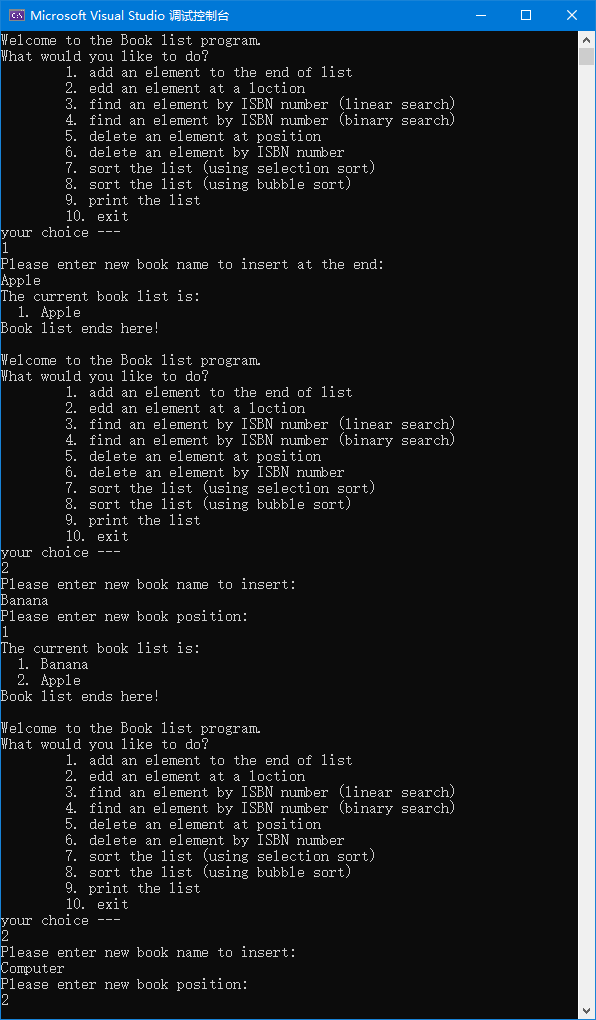 Microsoft Visual Studio 调试控制台
Welcome to the Book list program.
What would you like to do?
1. add an element to the end of list
2. edd an element at a loction
3. find an element by ISBN number (linear search)
4. find an element by ISBN number (binary search)
5. delete an element at position
6. delete an element by ISBN number
7. sort the list (using selection sort)
8. sort the list (using bubble sort)
9. print the list
10. exit
your choice ---
1
Please enter new book name to insert at the end:
Apple
The current book list is:
1. Apple
Book list ends here!
Welcome to the Book list program.
What would you like to do?
1. add an element to the end of list
2. edd an element at a loction
3. find an element by ISBN number (linear search)
4. find an element by ISBN number (binary search)
5. delete an element at position
6. delete an element by ISBN number
7. sort the list (using selection sort)
8. sort the list (using bubble sort)
9. print the list
10. exit
your choice ---
2
Please enter new book name to insert:
Banana
Please enter new book position:
1
The current book list is:
1. Banana
2. Apple
Book list ends here!
Welcome to the Book list program.
What would you like to do?
1. add an element to the end of list
2. edd an element at a loction
3. find an element by ISBN number (linear search)
4. find an element by ISBN number (binary search)
5. delete an element at position
6. delete an element by ISBN number
7. sort the list (using selection sort)
8. sort the list (using bubble sort)
9. print the list
10. exit
your choice ---
2
Please enter new book name to insert:
Computer
Please enter new book position:
2